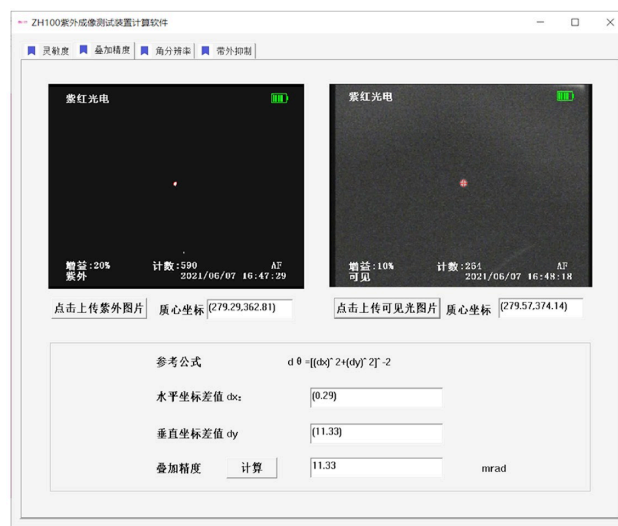 ZH100紫外成像测试装置计算软件
灵敏度 叠加精度 角分辨率 带外抑制
紫红光电
增益:20% 计数:590 AF
紫外 2021/06/07 16:47:29
紫红光电
增益:10% 计数:251 AF
可见 2021/06/07 16:48:18
点击上传紫外图片 质心坐标 (279.29,362.81)
点击上传可见光图片 质心坐标 (279.57,374.14)
参考公式 d θ =[(dx)^ 2+(dy)^ 2]^ -2
水平坐标差值 dx: (0.29)
垂直坐标差值 dy (11.33)
叠加精度 计算 11.33 mrad